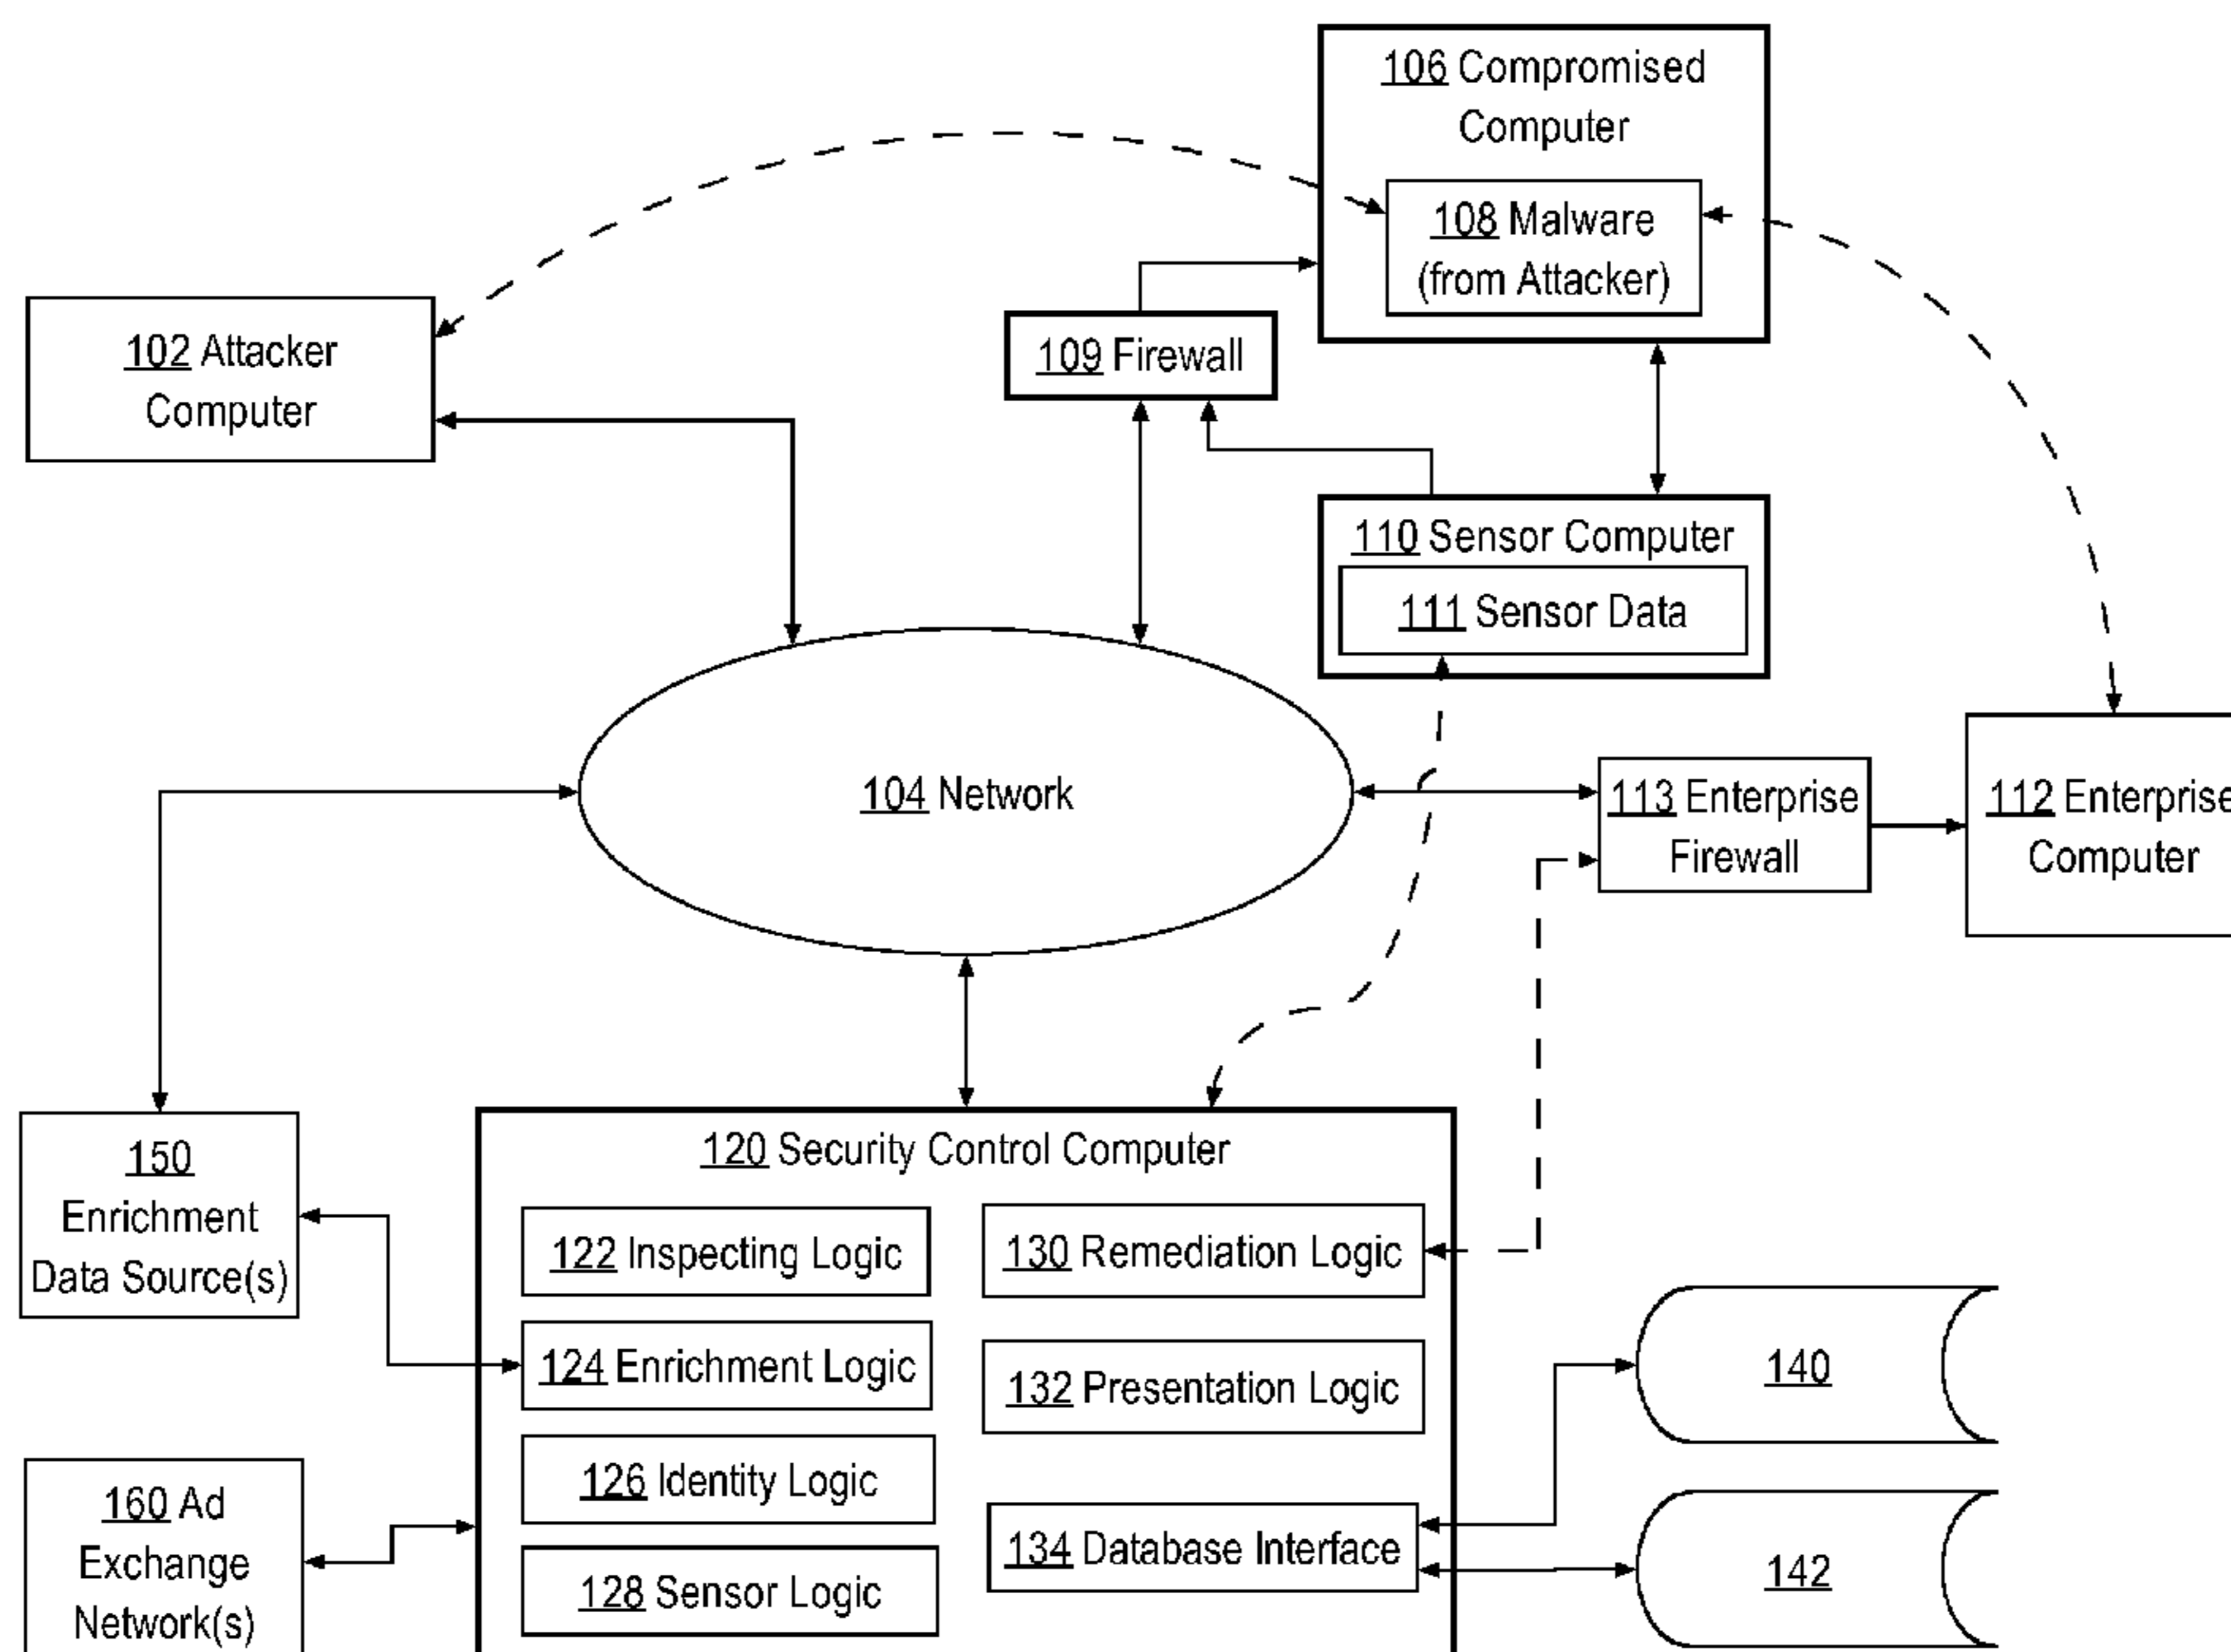 106 Compromised
Computer
108 Malware
(from Attacker)
102 Attacker
Computer
109 Firewall
110 Sensor Computer
111 Sensor Data
104 Network
113 Enterprise
Firewall
112 Enterprise
Computer
120 Security Control Computer
150
Enrichment
Data Source(s)
122 Inspecting Logic
130 Remediation Logic
124 Enrichment Logic
132 Presentation Logic
140
160 Ad
Exchange
Network(s)
126 Identity Logic
134 Database Interface
142
128 Sensor Logic